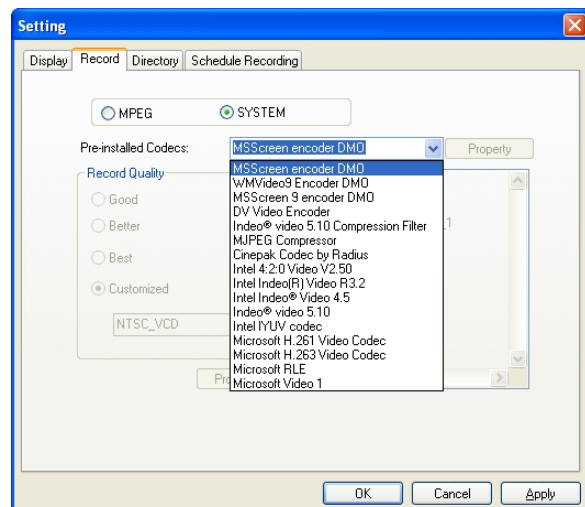 Setting
Display Record Directory Schedule Recording
MPEG SYSTEM
Pre-installed Codecs: MSScreen encoder DMO Property
Record Quality
Good
Better
Best
Customized
NTSC_VCD
MSScreen encoder DMO
WMVideo9 Encoder DMO
MSScreen 9 encoder DMO
DV Video Encoder
Indeo® video 5.10 Compression Filter
MJPEG Compressor
Cinepak Codec by Radius
Intel 4:2:0 Video V2.50
Intel Indeo(R) Video R3.2
Intel Indeo® Video 4.5
Indeo® video 5.10
Intel IYUV codec
Microsoft H.261 Video Codec
Microsoft H.263 Video Codec
Microsoft RLE
Microsoft Video 1
OK Cancel Apply